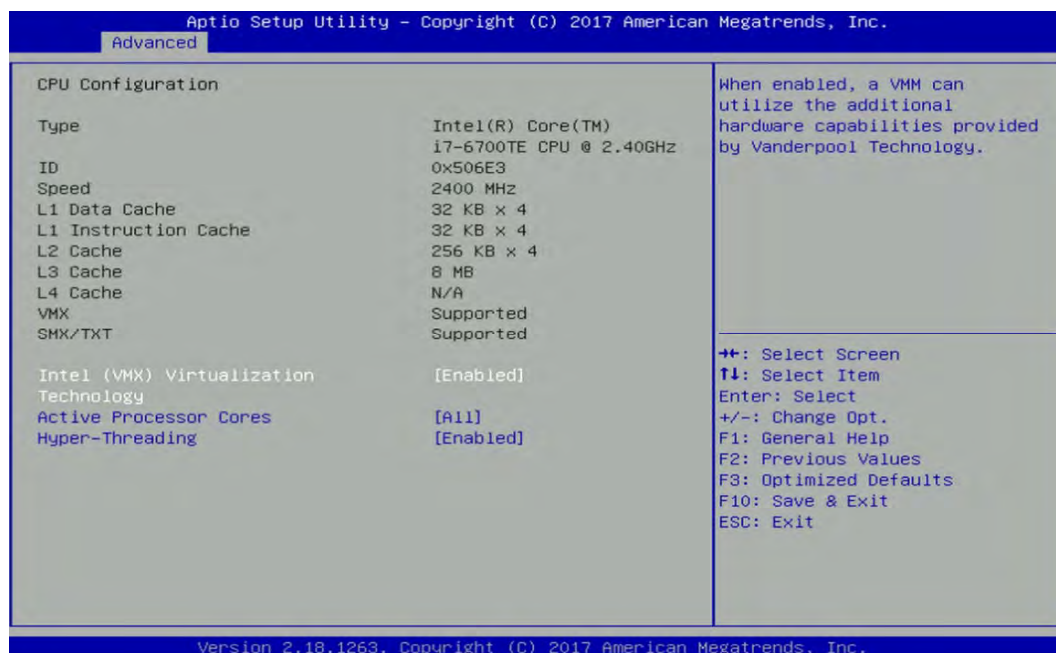 Aptio Setup Utility – Copyright (C) 2017 American Megatrends, Inc.
Advanced
CPU Configuration
Type Intel(R) Core(TM)
i7-6700TE CPU @ 2.40GHz
ID 0x506E3
Speed 2400 MHz
L1 Data Cache 32 KB x 4
L1 Instruction Cache 32 KB x 4
L2 Cache 256 KB x 4
L3 Cache 8 MB
L4 Cache N/A
VMX Supported
SMX/TXT Supported
Intel (VMX) Virtualization [Enabled]
Technology
Active Processor Cores [All]
Hyper-Threading [Enabled]
When enabled, a VMM can
utilize the additional
hardware capabilities provided
by Vanderpool Technology.
→←: Select Screen
↑↓: Select Item
Enter: Select
+/-: Change Opt.
F1: General Help
F2: Previous Values
F3: Optimized Defaults
F10: Save & Exit
ESC: Exit
Version 2.18.1263. Copyright (C) 2017 American Megatrends, Inc.